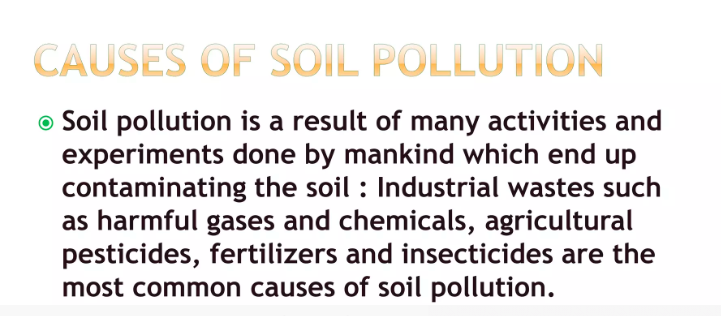 CAUSES OF SOIL POLLUTION
Soil pollution is a result of many activities and
experiments done by mankind which end up
contaminating the soil : Industrial wastes such
as harmful gases and chemicals, agricultural
pesticides, fertilizers and insecticides are the
most common causes of soil pollution.